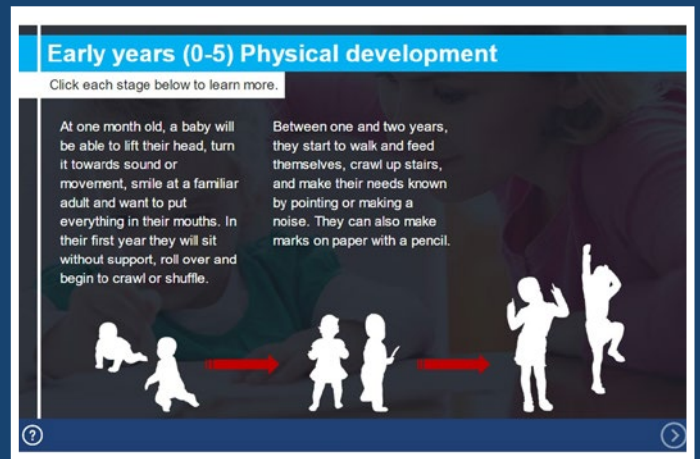 Early years (0-5) Physical development
Click each stage below to learn more.
At one month old, a baby will
be able to lift their head, turn
it towards sound or
movement, smile at a familiar
adult and want to put
everything in their mouths. In
their first year they will sit
without support, roll over and
begin to crawl or shuffle.
Between one and two years,
they start to walk and feed
themselves, crawl up stairs,
and make their needs known
by pointing or making a
noise. They can also make
marks on paper with a pencil.
?